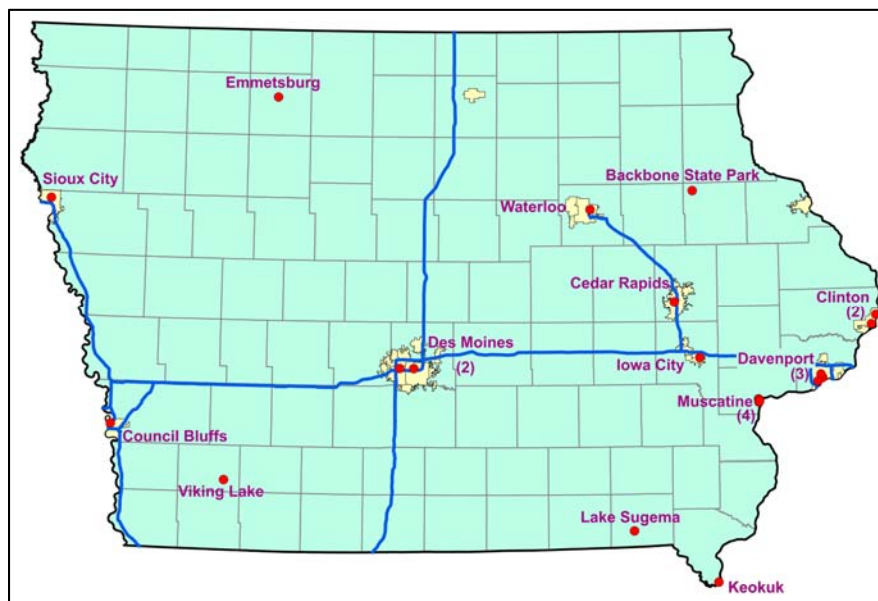 Emmetsburg
Sioux City
Backbone State Park
Waterloo
Cedar Rapids
Clinton
(2)
Des Moines
(2)
Iowa City
Davenport
(3)
Muscatine
(4)
Council Bluffs
Viking Lake
Lake Sugema
Keokuk